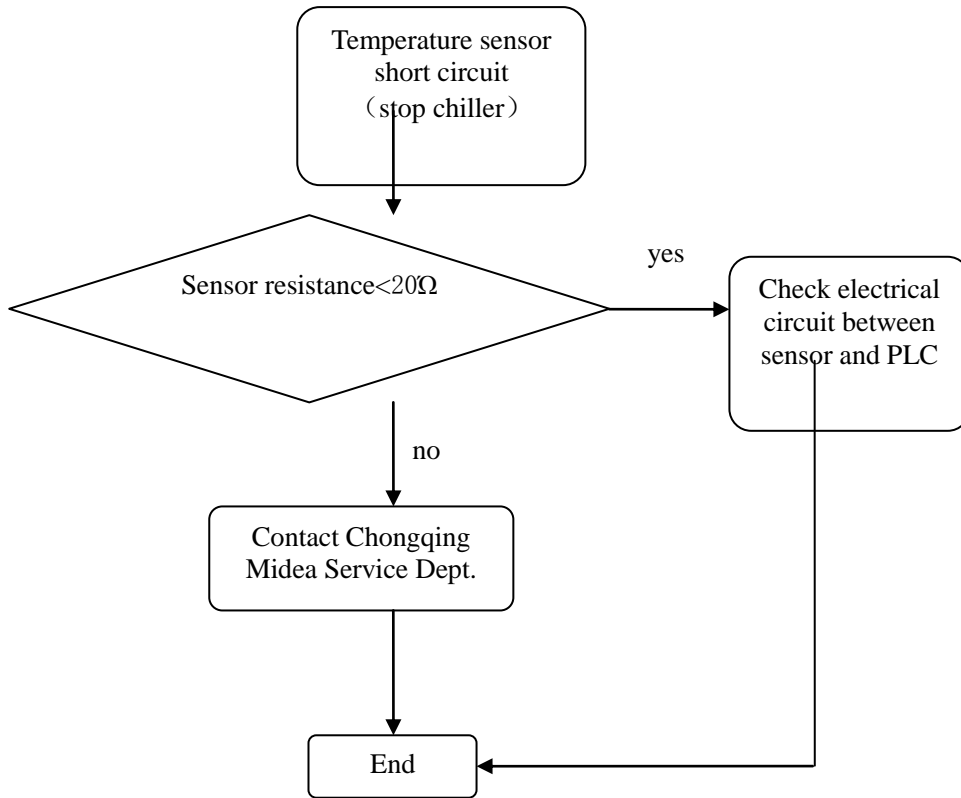 Temperature sensor
short circuit
（stop chiller）
Sensor resistance<20Ω
yes
Check electrical
circuit between
sensor and PLC
no
Contact Chongqing
Midea Service Dept.
End